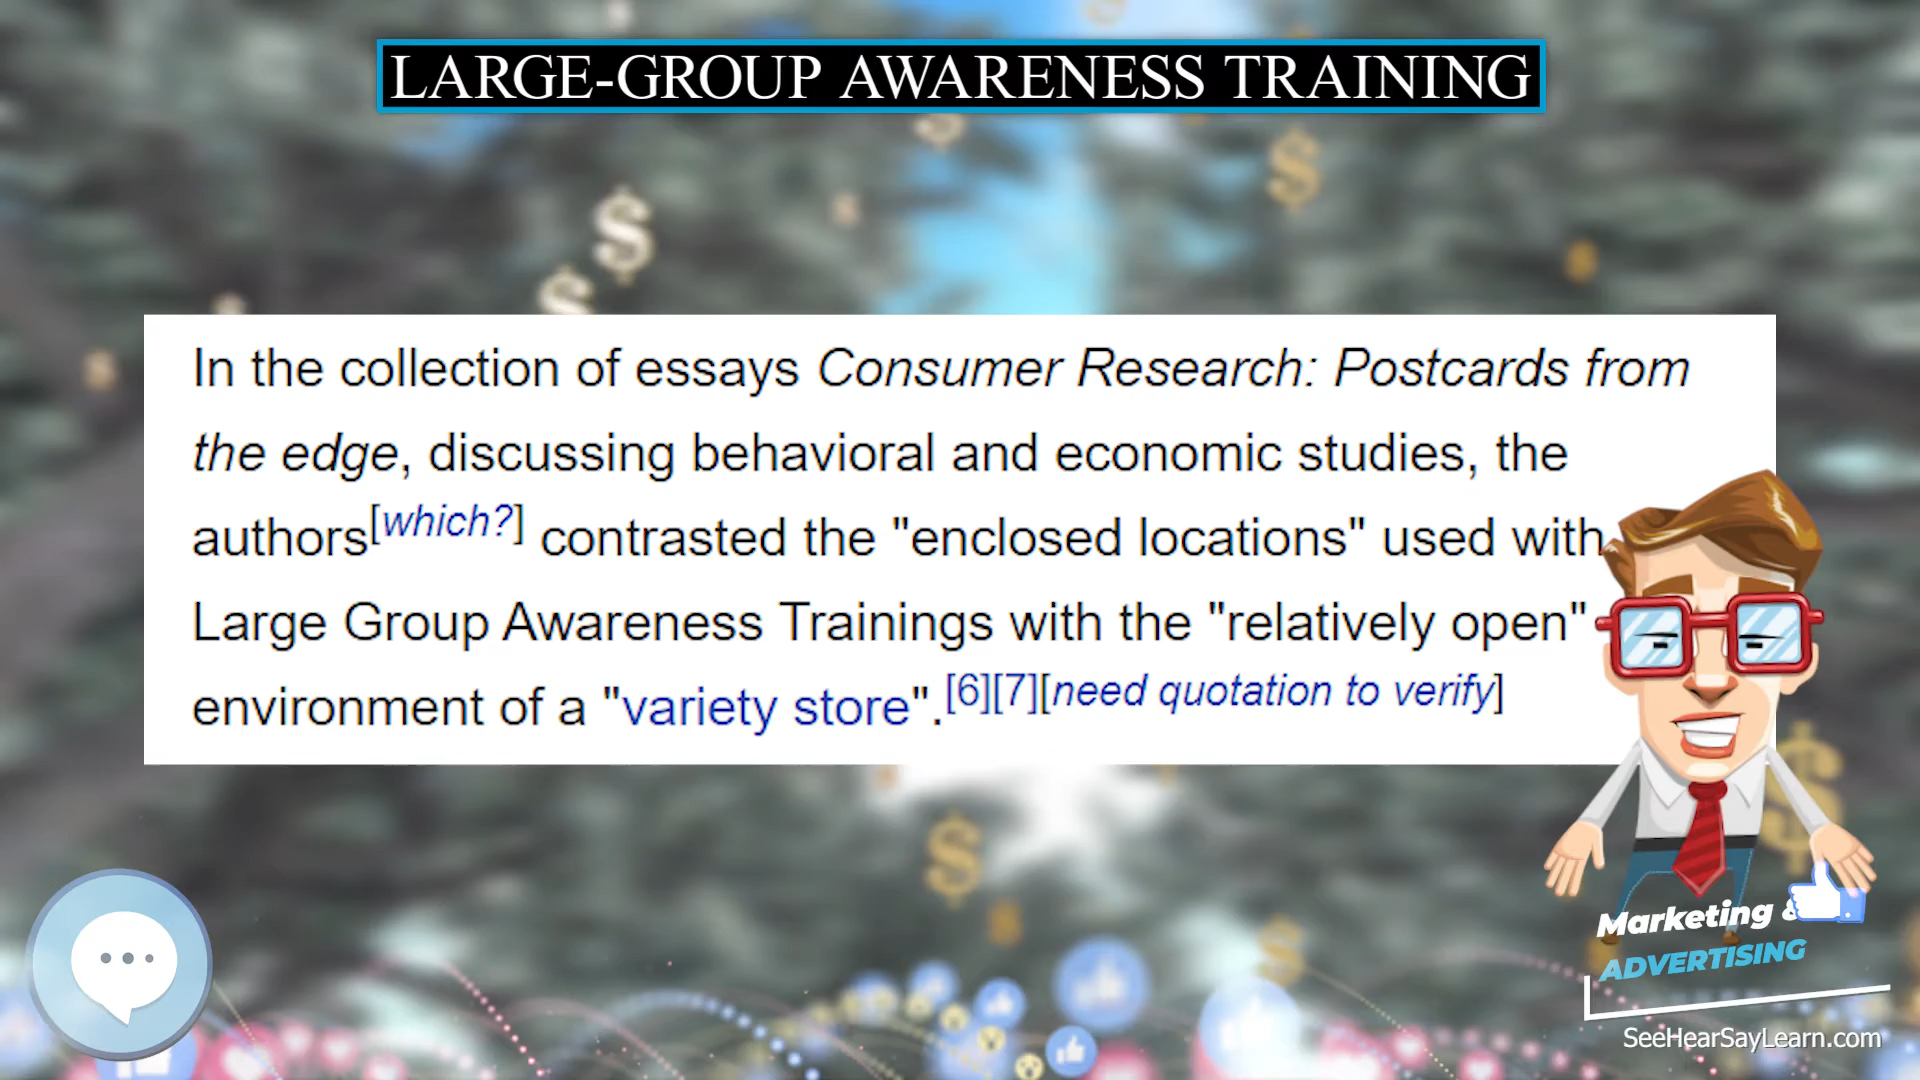 LARGE-GROUP AWARENESS TRAINING
In the collection of essays Consumer Research: Postcards from
the edge, discussing behavioral and economic studies, the
authors[which?] contrasted the "enclosed locations" used with
Large Group Awareness Trainings with the "relatively open"
environment of a "variety store".[6][7][need quotation to verify]
Marketing &
ADVERTISING
SeeHearSayLearn.com